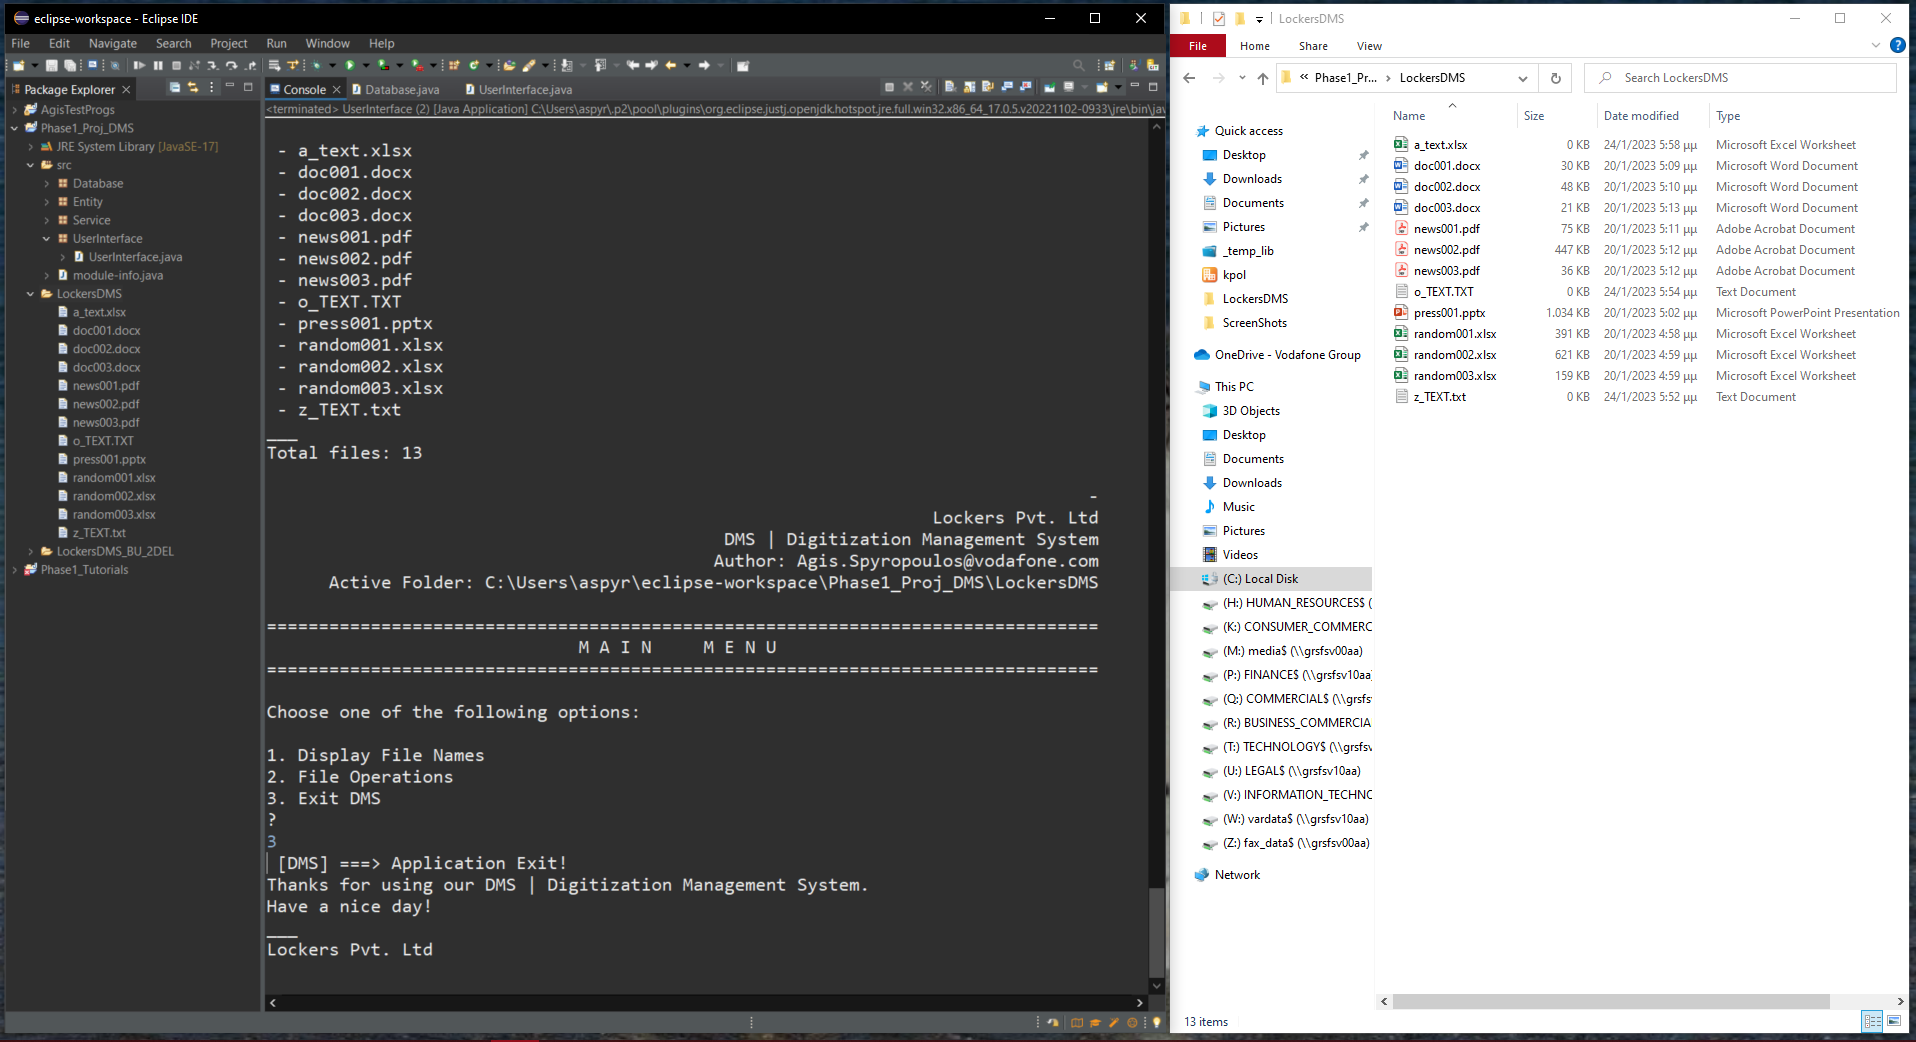 eclipse-workspace - Eclipse IDE
File Edit Navigate Search Project Run Window Help
Package Explorer
AgisTestProgs
Phase1_Proj_DMS
JRE System Library [JavaSE-17]
src
Database
Entity
Service
UserInterface
UserInterface.java
module-info.java
LockersDMS
a_text.xlsx
doc001.docx
doc002.docx
doc003.docx
news001.pdf
news002.pdf
news003.pdf
o_TEXT.TXT
press001.pptx
random001.xlsx
random002.xlsx
random003.xlsx
z_TEXT.txt
LockersDMS_BU_2DEL
Phase1_Tutorials
Console Database.java UserInterface.java
<terminated> UserInterface (2) [Java Application] C:\Users\aspyr\.p2\pool\plugins\org.eclipse.justj.openjdk.hotspot.jre.full.win32.x86_64_17.0.5.v20221102-0933\jre\bin\jav
- a_text.xlsx
- doc001.docx
- doc002.docx
- doc003.docx
- news001.pdf
- news002.pdf
- news003.pdf
- o_TEXT.TXT
- press001.pptx
- random001.xlsx
- random002.xlsx
- random003.xlsx
- z_TEXT.txt
___
Total files: 13
-
Lockers Pvt. Ltd
DMS | Digitization Management System
Author: Agis.Spyropoulos@vodafone.com
Active Folder: C:\Users\aspyr\eclipse-workspace\Phase1_Proj_DMS\LockersDMS
================================================================================
M A I N     M E N U
================================================================================
Choose one of the following options:
1. Display File Names
2. File Operations
3. Exit DMS
?
3
[DMS] ===> Application Exit!
Thanks for using our DMS | Digitization Management System.
Have a nice day!
___
Lockers Pvt. Ltd
LockersDMS
File Home Share View
« Phase1_Pr... › LockersDMS
Search LockersDMS
Quick access
Desktop
Downloads
Documents
Pictures
_temp_lib
kpol
LockersDMS
ScreenShots
OneDrive - Vodafone Group
This PC
3D Objects
Desktop
Documents
Downloads
Music
Pictures
Videos
(C:) Local Disk
(H:) HUMAN_RESOURCES$ (
(K:) CONSUMER_COMMERC
(M:) media$ (\\grsfsv00aa)
(P:) FINANCE$ (\\grsfsv10aa)
(Q:) COMMERCIAL$ (\\grsfs
(R:) BUSINESS_COMMERCIA
(T:) TECHNOLOGY$ (\\grsfsv
(U:) LEGAL$ (\\grsfsv10aa)
(V:) INFORMATION_TECHNO
(W:) vardata$ (\\grsfsv10aa)
(Z:) fax_data$ (\\grsfsv00aa)
Network
Name Size Date modified Type
a_text.xlsx 0 KB 24/1/2023 5:58 μμ Microsoft Excel Worksheet
doc001.docx 30 KB 20/1/2023 5:09 μμ Microsoft Word Document
doc002.docx 48 KB 20/1/2023 5:10 μμ Microsoft Word Document
doc003.docx 21 KB 20/1/2023 5:13 μμ Microsoft Word Document
news001.pdf 75 KB 20/1/2023 5:11 μμ Adobe Acrobat Document
news002.pdf 447 KB 20/1/2023 5:12 μμ Adobe Acrobat Document
news003.pdf 36 KB 20/1/2023 5:12 μμ Adobe Acrobat Document
o_TEXT.TXT 0 KB 24/1/2023 5:54 μμ Text Document
press001.pptx 1.034 KB 20/1/2023 5:02 μμ Microsoft PowerPoint Presentation
random001.xlsx 391 KB 20/1/2023 4:58 μμ Microsoft Excel Worksheet
random002.xlsx 621 KB 20/1/2023 4:59 μμ Microsoft Excel Worksheet
random003.xlsx 159 KB 20/1/2023 4:59 μμ Microsoft Excel Worksheet
z_TEXT.txt 0 KB 24/1/2023 5:52 μμ Text Document
13 items